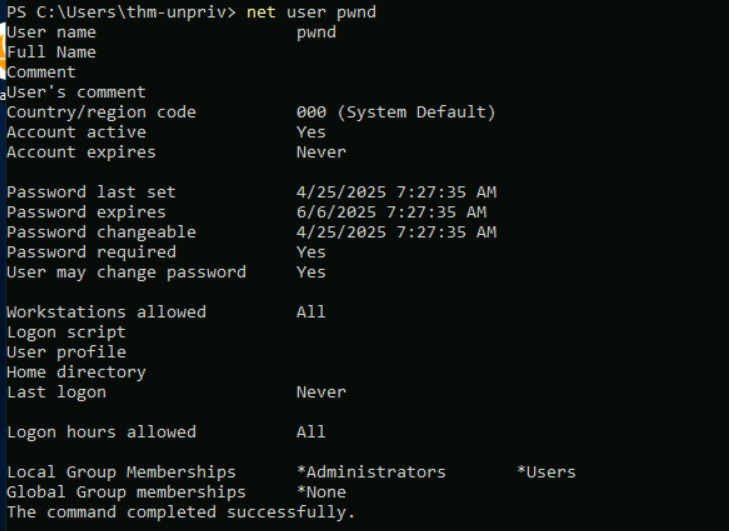 PS C:\Users\thm-unpriv> net user pwnd
User name                    pwnd
Full Name
Comment
User's comment
Country/region code          000 (System Default)
Account active               Yes
Account expires              Never

Password last set            4/25/2025 7:27:35 AM
Password expires             6/6/2025 7:27:35 AM
Password changeable          4/25/2025 7:27:35 AM
Password required            Yes
User may change password     Yes

Workstations allowed         All
Logon script
User profile
Home directory
Last logon                   Never

Logon hours allowed          All

Local Group Memberships      *Administrators       *Users
Global Group memberships     *None
The command completed successfully.